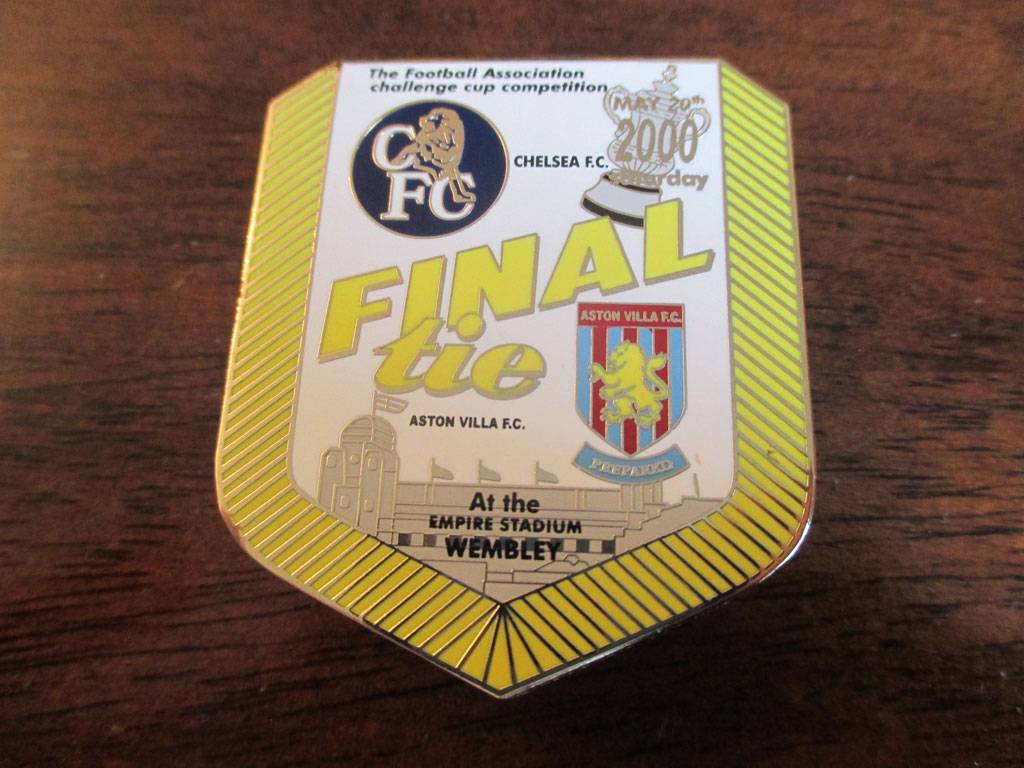 The Football Association
challenge cup competition
MAY 20th
2000
Saturday
CFC
CHELSEA F.C.
FINAL
tie
ASTON VILLA F.C.
PREPARED
ASTON VILLA F.C.
At the
EMPIRE STADIUM
WEMBLEY